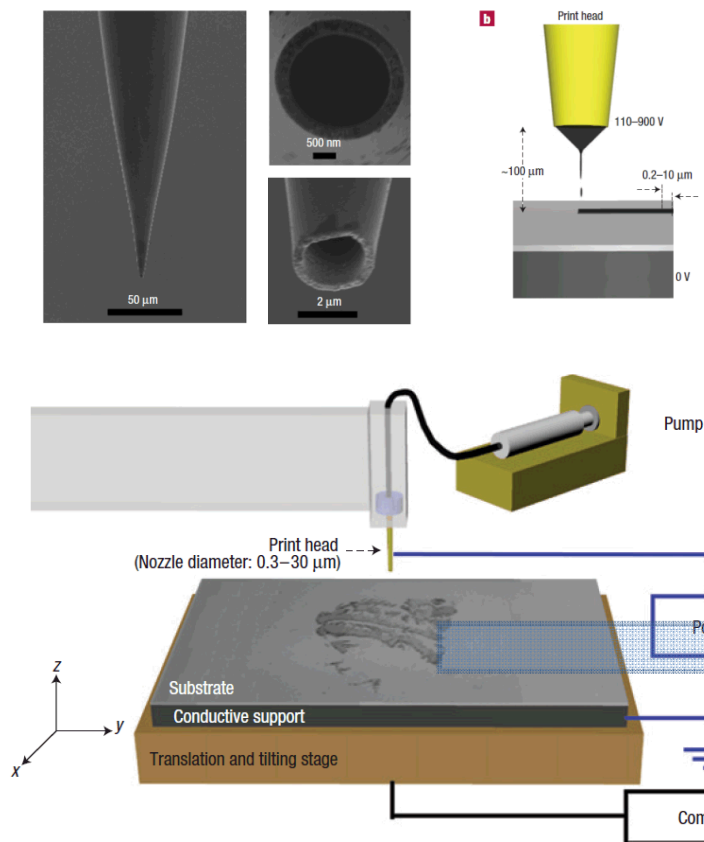 b
Print head
110–900 V
500 nm
~100 μm
0.2–10 μm
0 V
50 μm
2 μm
Pump
Print head
(Nozzle diameter: 0.3–30 μm)
z
y
x
Substrate
Conductive support
Translation and tilting stage